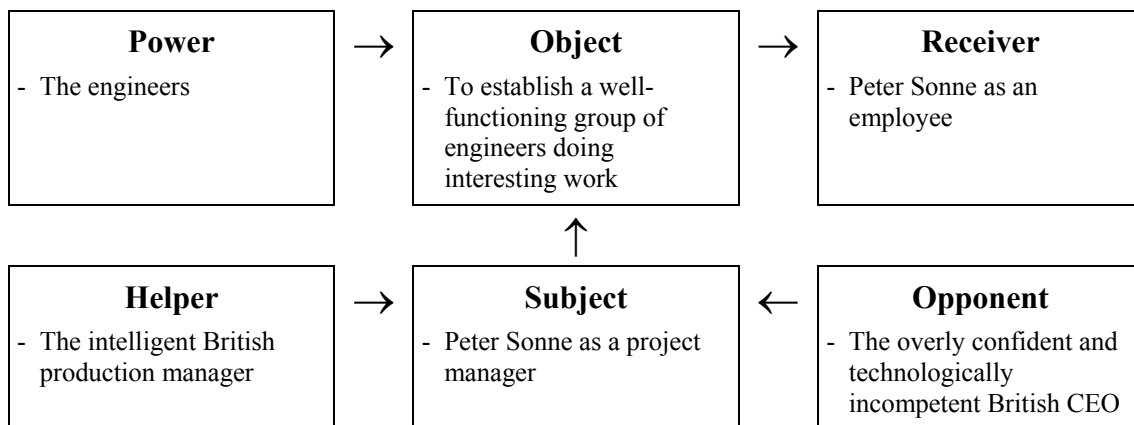 Power
- The engineers
→
Object
- To establish a well-
functioning group of
engineers doing
interesting work
→
Receiver
- Peter Sonne as an
employee
↑
Helper
- The intelligent British
production manager
→
Subject
- Peter Sonne as a project
manager
←
Opponent
- The overly confident and
technologically
incompetent British CEO